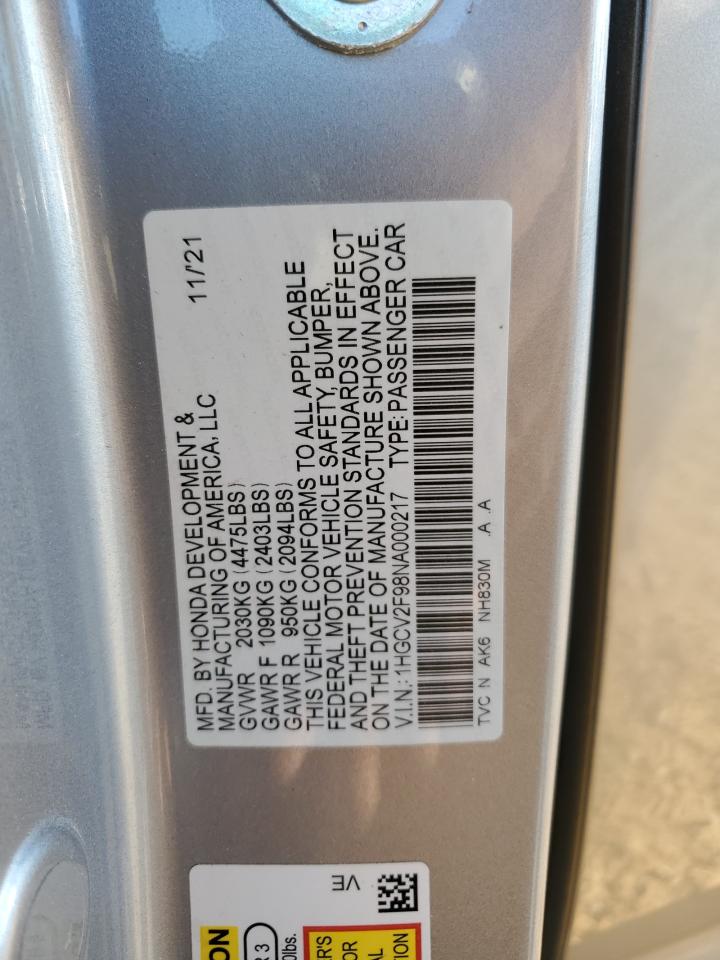 MFD. BY HONDA DEVELOPMENT &
MANUFACTURING OF AMERICA, LLC 11/'21
GVWR 2030KG (4475LBS)
GAWR F 1090KG (2403LBS)
GAWR R 950KG (2094LBS)
THIS VEHICLE CONFORMS TO ALL APPLICABLE
FEDERAL MOTOR VEHICLE SAFETY, BUMPER,
AND THEFT PREVENTION STANDARDS IN EFFECT
ON THE DATE OF MANUFACTURE SHOWN ABOVE.
V.I.N.:1HGCV2F98NA000217 TYPE:PASSENGER CAR
TVC N AK6 NH830M .A .A
VE